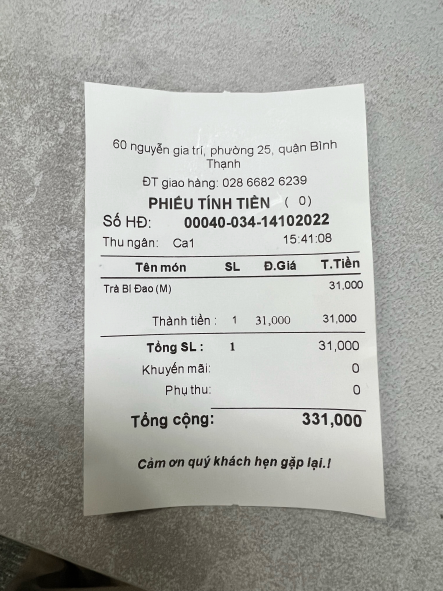 60 nguyễn gia trí, phường 25, quận Bình
Thạnh
ĐT giao hàng: 028 6682 6239
PHIẾU TÍNH TIỀN ( 0)
Số HĐ: 00040-034-14102022
Thu ngân: Ca1 15:41:08
Tên món SL Đ.Giá T.Tiền
Trà Bí Đao (M) 31,000
Thành tiền : 1 31,000 31,000
Tổng SL : 1 31,000
Khuyến mãi: 0
Phụ thu: 0
Tổng cộng: 331,000
Cảm ơn quý khách hẹn gặp lại.!